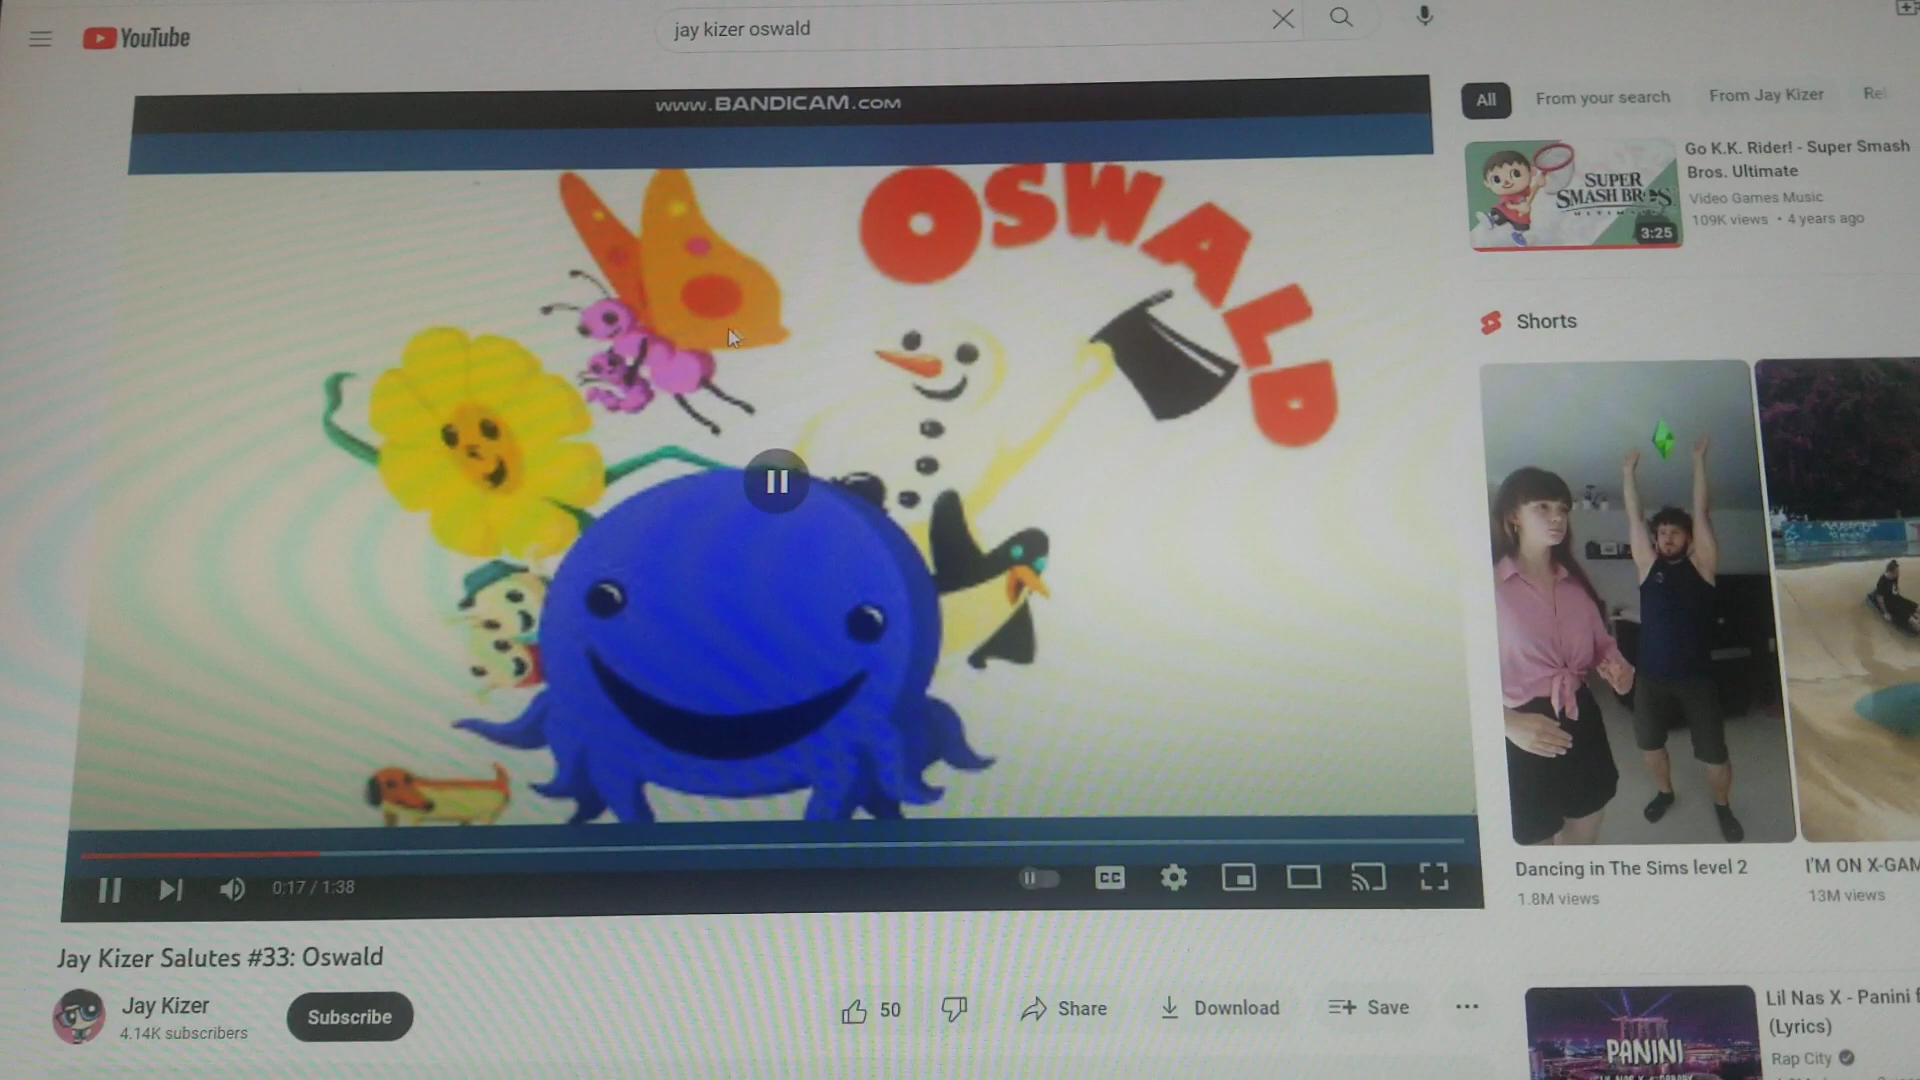 YouTube
jay kizer oswald
www.BANDICAM.com
OSWALD
0:17 / 1:38
CC
Jay Kizer Salutes #33: Oswald
Jay Kizer
4.14K subscribers
Subscribe
50
Share
Download
Save
All
From your search
From Jay Kizer
Rel
Go K.K. Rider! - Super Smash
Bros. Ultimate
Video Games Music
109K views • 4 years ago
SUPER
SMASH BROS
ULTIMATE
3:25
Shorts
Dancing in The Sims level 2
1.8M views
I'M ON X-GAM
13M views
Lil Nas X - Panini f
(Lyrics)
Rap City
PANINI